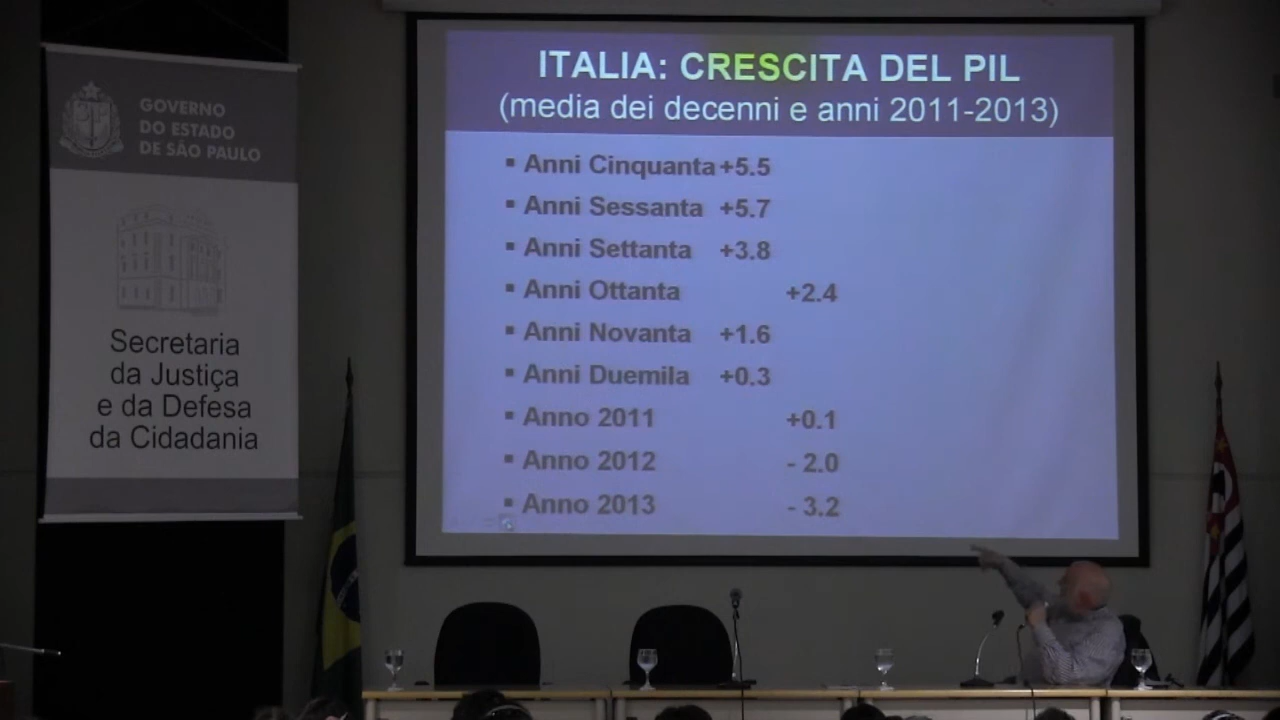 GOVERNO
DO ESTADO
DE SÃO PAULO
Secretaria
da Justiça
e da Defesa
da Cidadania
ITALIA: CRESCITA DEL PIL
(media dei decenni e anni 2011-2013)
▪ Anni Cinquanta +5.5
▪ Anni Sessanta +5.7
▪ Anni Settanta +3.8
▪ Anni Ottanta +2.4
▪ Anni Novanta +1.6
▪ Anni Duemila +0.3
▪ Anno 2011 +0.1
▪ Anno 2012 - 2.0
▪ Anno 2013 - 3.2